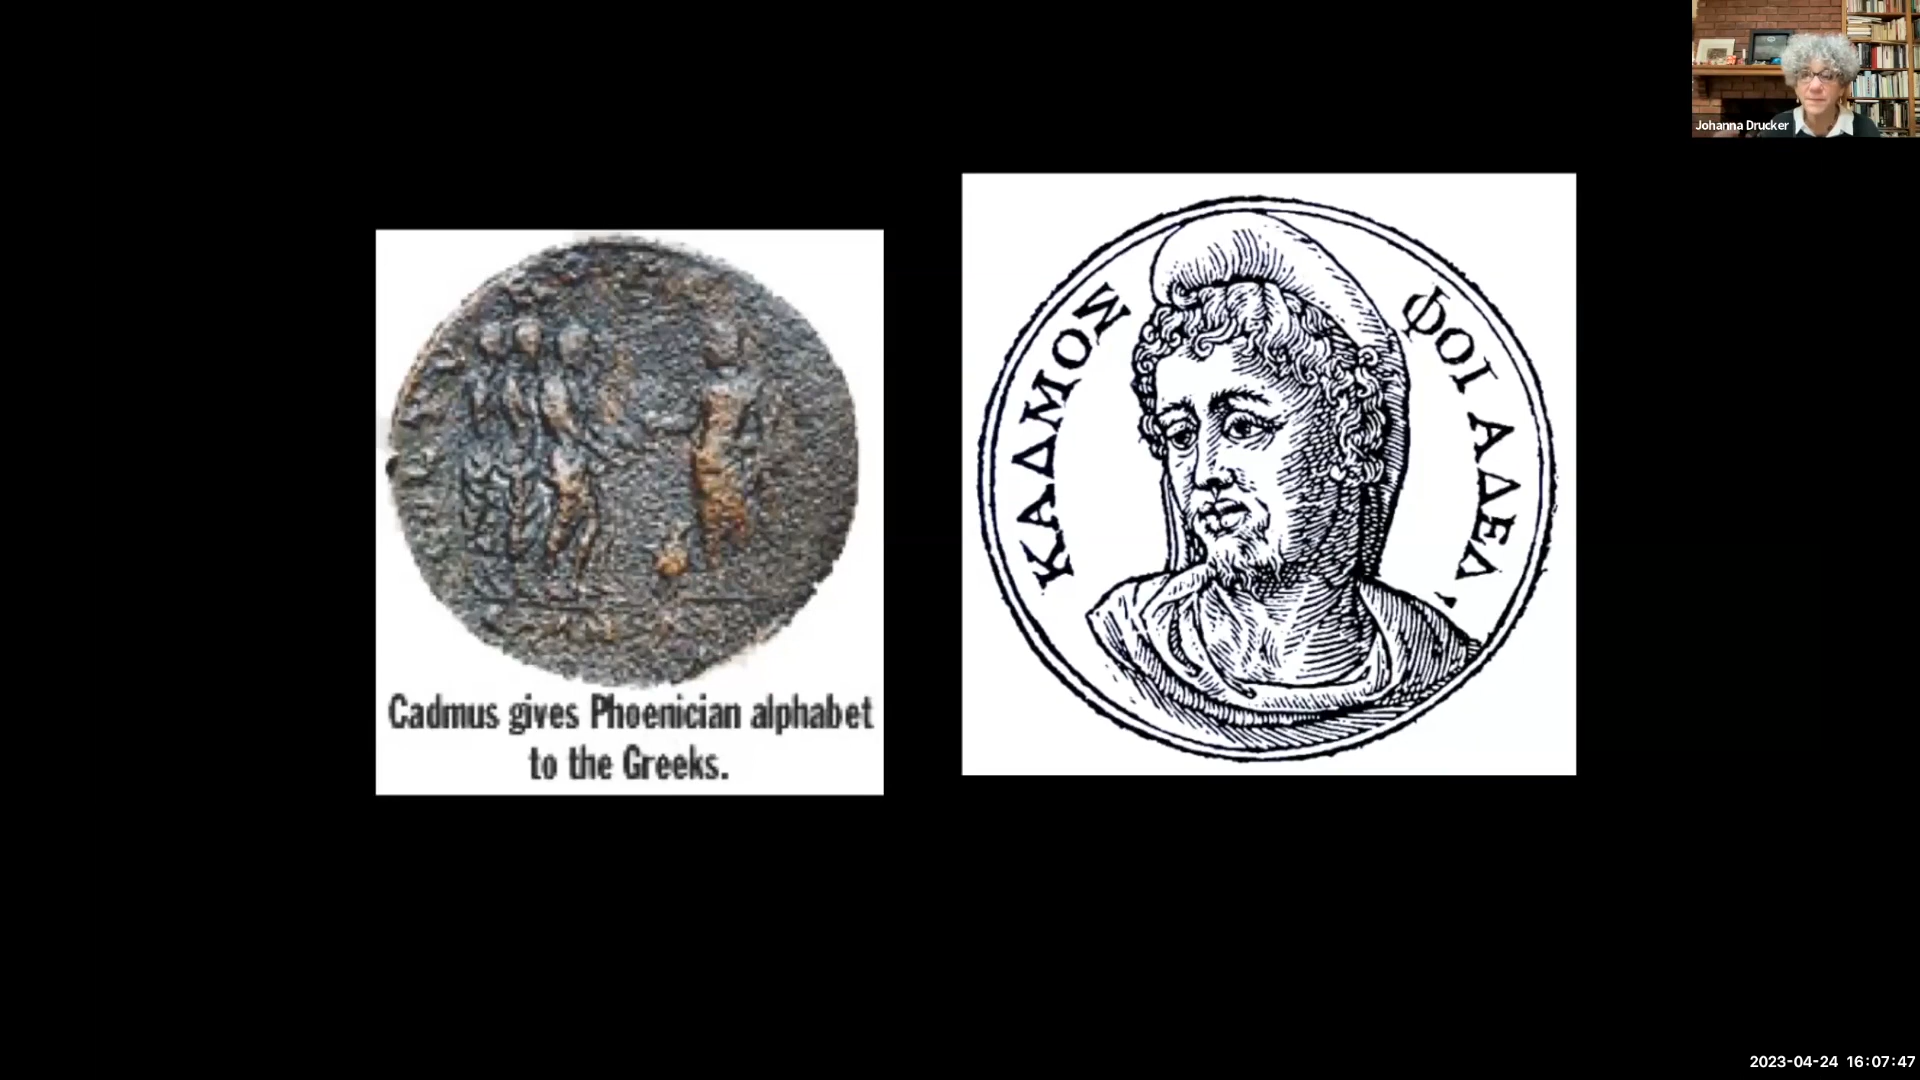 Johanna Drucker
ΚΑΔΜΟΣ
ΦΟΙ ΑΔΕΛ'
Cadmus gives Phoenician alphabet
to the Greeks.
2023-04-24 16:07:47